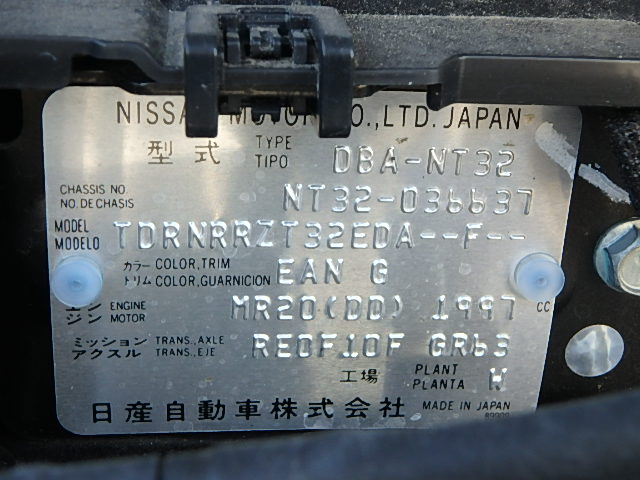 NISSAN MOTOR CO.,LTD. JAPAN
型式 TYPE TIPO DBA-NT32
CHASSIS NO. NO.DE CHASIS NT32-036637
MODEL MODELO TDRNRRZT32EDA--F--
カラー トリム COLOR,TRIM COLOR,GUARNICION EAN G
エンジン ENGINE MOTOR MR20(DD) 1997 CC
ミッション アクスル TRANS.,AXLE TRANS.,EJE RE0F10F GR63
工場 PLANT PLANTA W
日産自動車株式会社 MADE IN JAPAN